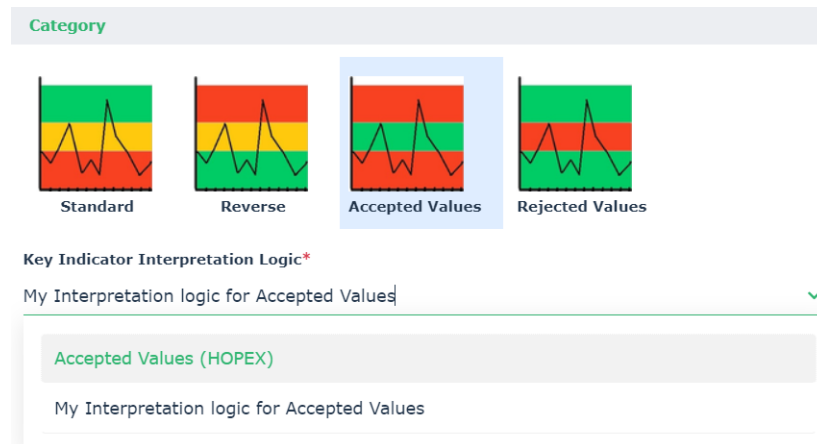 Category
Standard Reverse Accepted Values Rejected Values
Key Indicator Interpretation Logic*
My Interpretation logic for Accepted Values
Accepted Values (HOPEX)
My Interpretation logic for Accepted Values